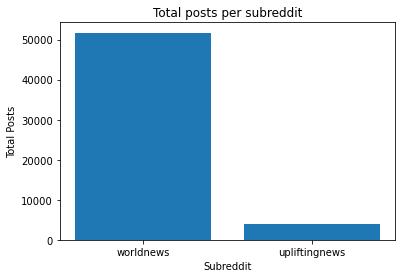 Total posts per subreddit
Total Posts
50000
40000
30000
20000
10000
0
worldnews upliftingnews
Subreddit